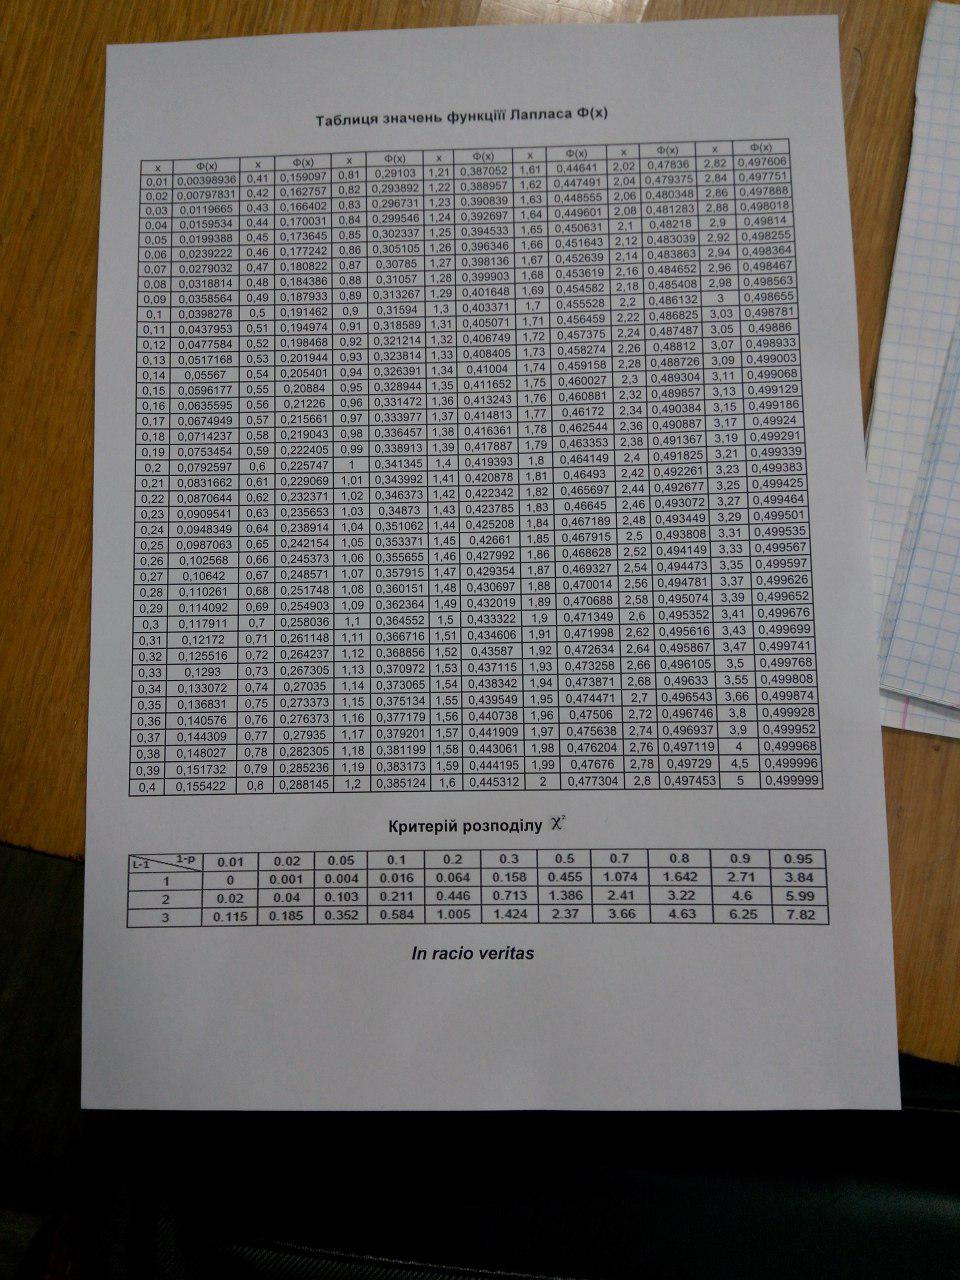 Таблиця значень функціїї Лапласа Ф(x)
x Ф(x) x Ф(x) x Ф(x) x Ф(x) x Ф(x) x Ф(x) x Ф(x)
0,01 0,00398936 0,41 0,159097 0,81 0,29103 1,21 0,387052 1,61 0,44641 2,02 0,47836 2,82 0,497606
0,02 0,00797831 0,42 0,162757 0,82 0,293892 1,22 0,388957 1,62 0,447491 2,04 0,479375 2,84 0,497751
0,03 0,0119665 0,43 0,166402 0,83 0,296731 1,23 0,390839 1,63 0,448555 2,06 0,480348 2,86 0,497888
0,04 0,0159534 0,44 0,170031 0,84 0,299546 1,24 0,392697 1,64 0,449601 2,08 0,481283 2,88 0,498018
0,05 0,0199388 0,45 0,173645 0,85 0,302337 1,25 0,394533 1,65 0,450631 2,1 0,48218 2,9 0,49814
0,06 0,0239222 0,46 0,177242 0,86 0,305105 1,26 0,396346 1,66 0,451643 2,12 0,483039 2,92 0,498255
0,07 0,0279032 0,47 0,180822 0,87 0,30785 1,27 0,398136 1,67 0,452639 2,14 0,483863 2,94 0,498364
0,08 0,0318814 0,48 0,184386 0,88 0,31057 1,28 0,399903 1,68 0,453619 2,16 0,484652 2,96 0,498467
0,09 0,0358564 0,49 0,187933 0,89 0,313267 1,29 0,401648 1,69 0,454582 2,18 0,485408 2,98 0,498563
0,1 0,0398278 0,5 0,191462 0,9 0,31594 1,3 0,403371 1,7 0,455528 2,2 0,486132 3 0,498655
0,11 0,0437953 0,51 0,194974 0,91 0,318589 1,31 0,405071 1,71 0,456459 2,22 0,486825 3,03 0,498781
0,12 0,0477584 0,52 0,198468 0,92 0,321214 1,32 0,406749 1,72 0,457375 2,24 0,487487 3,05 0,49886
0,13 0,0517168 0,53 0,201944 0,93 0,323814 1,33 0,408405 1,73 0,458274 2,26 0,48812 3,07 0,498933
0,14 0,05567 0,54 0,205401 0,94 0,326391 1,34 0,41004 1,74 0,459158 2,28 0,488726 3,09 0,499003
0,15 0,0596177 0,55 0,20884 0,95 0,328944 1,35 0,411652 1,75 0,460027 2,3 0,489304 3,11 0,499068
0,16 0,0635595 0,56 0,21226 0,96 0,331472 1,36 0,413243 1,76 0,460881 2,32 0,489857 3,13 0,499129
0,17 0,0674949 0,57 0,215661 0,97 0,333977 1,37 0,414813 1,77 0,46172 2,34 0,490384 3,15 0,499186
0,18 0,0714237 0,58 0,219043 0,98 0,336457 1,38 0,416361 1,78 0,462544 2,36 0,490887 3,17 0,49924
0,19 0,0753454 0,59 0,222405 0,99 0,338913 1,39 0,417887 1,79 0,463353 2,38 0,491367 3,19 0,499291
0,2 0,0792597 0,6 0,225747 1 0,341345 1,4 0,419393 1,8 0,464149 2,4 0,491825 3,21 0,499339
0,21 0,0831662 0,61 0,229069 1,01 0,343992 1,41 0,420878 1,81 0,46493 2,42 0,492261 3,23 0,499383
0,22 0,0870644 0,62 0,232371 1,02 0,346373 1,42 0,422342 1,82 0,465697 2,44 0,492677 3,25 0,499425
0,23 0,0909541 0,63 0,235653 1,03 0,34873 1,43 0,423785 1,83 0,46645 2,46 0,493072 3,27 0,499464
0,24 0,0948349 0,64 0,238914 1,04 0,351062 1,44 0,425208 1,84 0,467189 2,48 0,493449 3,29 0,499501
0,25 0,0987063 0,65 0,242154 1,05 0,353371 1,45 0,42661 1,85 0,467915 2,5 0,493808 3,31 0,499535
0,26 0,102568 0,66 0,245373 1,06 0,355655 1,46 0,427992 1,86 0,468628 2,52 0,494149 3,33 0,499567
0,27 0,10642 0,67 0,248571 1,07 0,357915 1,47 0,429354 1,87 0,469327 2,54 0,494473 3,35 0,499597
0,28 0,110261 0,68 0,251748 1,08 0,360151 1,48 0,430697 1,88 0,470014 2,56 0,494781 3,37 0,499626
0,29 0,114092 0,69 0,254903 1,09 0,362364 1,49 0,432019 1,89 0,470688 2,58 0,495074 3,39 0,499652
0,3 0,117911 0,7 0,258036 1,1 0,364552 1,5 0,433322 1,9 0,471349 2,6 0,495352 3,41 0,499676
0,31 0,12172 0,71 0,261148 1,11 0,366716 1,51 0,434606 1,91 0,471998 2,62 0,495616 3,43 0,499699
0,32 0,125516 0,72 0,264237 1,12 0,368856 1,52 0,43587 1,92 0,472634 2,64 0,495867 3,47 0,499741
0,33 0,1293 0,73 0,267305 1,13 0,370972 1,53 0,437115 1,93 0,473258 2,66 0,496105 3,5 0,499768
0,34 0,133072 0,74 0,27035 1,14 0,373065 1,54 0,438342 1,94 0,473871 2,68 0,49633 3,55 0,499808
0,35 0,136831 0,75 0,273373 1,15 0,375134 1,55 0,439549 1,95 0,474471 2,7 0,496543 3,66 0,499874
0,36 0,140576 0,76 0,276373 1,16 0,377179 1,56 0,440738 1,96 0,47506 2,72 0,496746 3,8 0,499928
0,37 0,144309 0,77 0,27935 1,17 0,379201 1,57 0,441909 1,97 0,475638 2,74 0,496937 3,9 0,499952
0,38 0,148027 0,78 0,282305 1,18 0,381199 1,58 0,443061 1,98 0,476204 2,76 0,497119 4 0,499968
0,39 0,151732 0,79 0,285236 1,19 0,383173 1,59 0,444195 1,99 0,47676 2,78 0,49729 4,5 0,499996
0,4 0,155422 0,8 0,288145 1,2 0,385124 1,6 0,445312 2 0,477304 2,8 0,497453 5 0,499999
Критерій розподілу χ²
L-1 1-p 0.01 0.02 0.05 0.1 0.2 0.3 0.5 0.7 0.8 0.9 0.95
1 0 0.001 0.004 0.016 0.064 0.158 0.455 1.074 1.642 2.71 3.84
2 0.02 0.04 0.103 0.211 0.446 0.713 1.386 2.41 3.22 4.6 5.99
3 0.115 0.185 0.352 0.584 1.005 1.424 2.37 3.66 4.63 6.25 7.82
In racio veritas